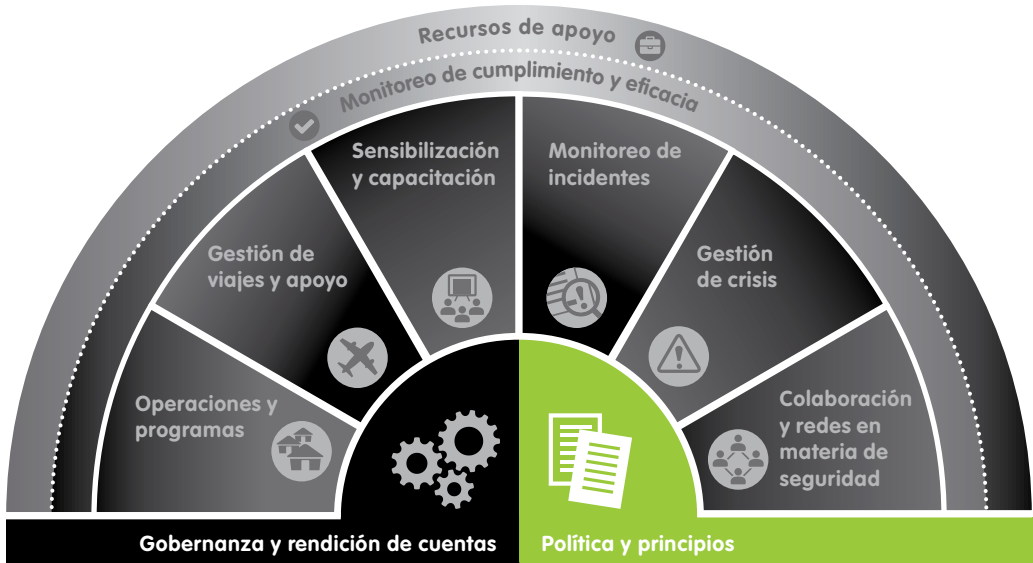 Recursos de apoyo
Monitoreo de cumplimiento y eficacia
Sensibilización
y capacitación
Monitoreo de
incidentes
Gestión de
viajes y apoyo
Gestión
de crisis
Operaciones y
programas
Colaboración
y redes en
materia de
seguridad
Gobernanza y rendición de cuentas
Política y principios